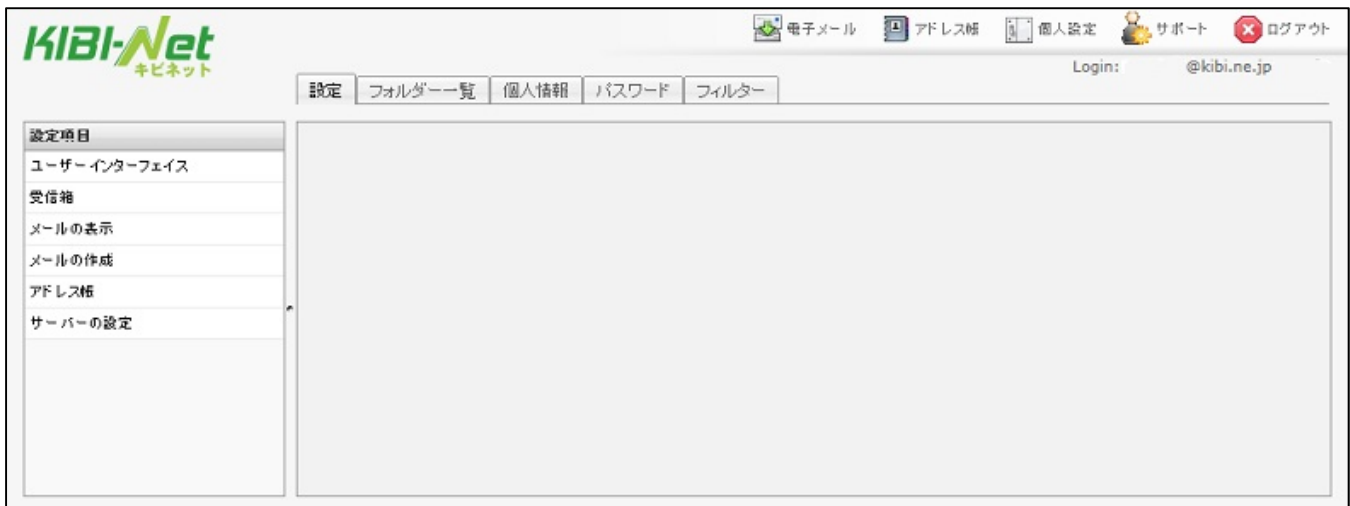 KIBI-Net
キビネット
電子メール アドレス帳 個人設定 サポート ログアウト
Login: @kibi.ne.jp
設定 フォルダー一覧 個人情報 パスワード フィルター
設定項目
ユーザーインターフェイス
受信箱
メールの表示
メールの作成
アドレス帳
サーバーの設定